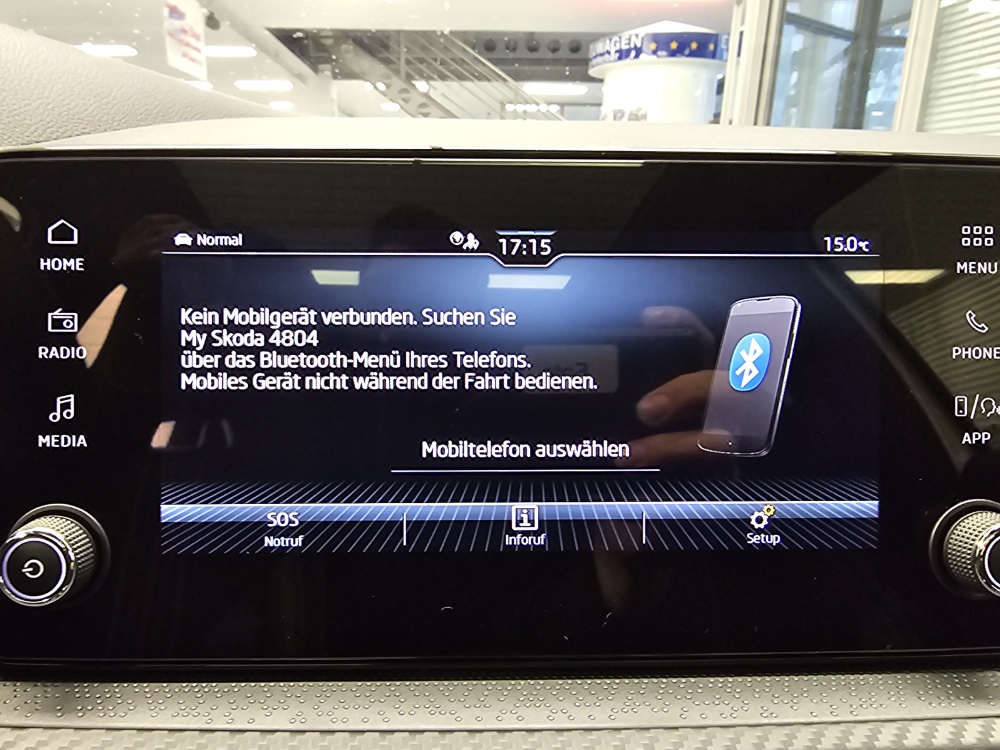 WAGEN
HOME
RADIO
MEDIA
Normal
17:15
15.0°C
Kein Mobilgerät verbunden. Suchen Sie
My Skoda 4804
über das Bluetooth-Menü Ihres Telefons.
Mobiles Gerät nicht während der Fahrt bedienen.
Mobiltelefon auswählen
SOS
Notruf
Inforuf
Setup
MENU
PHONE
APP